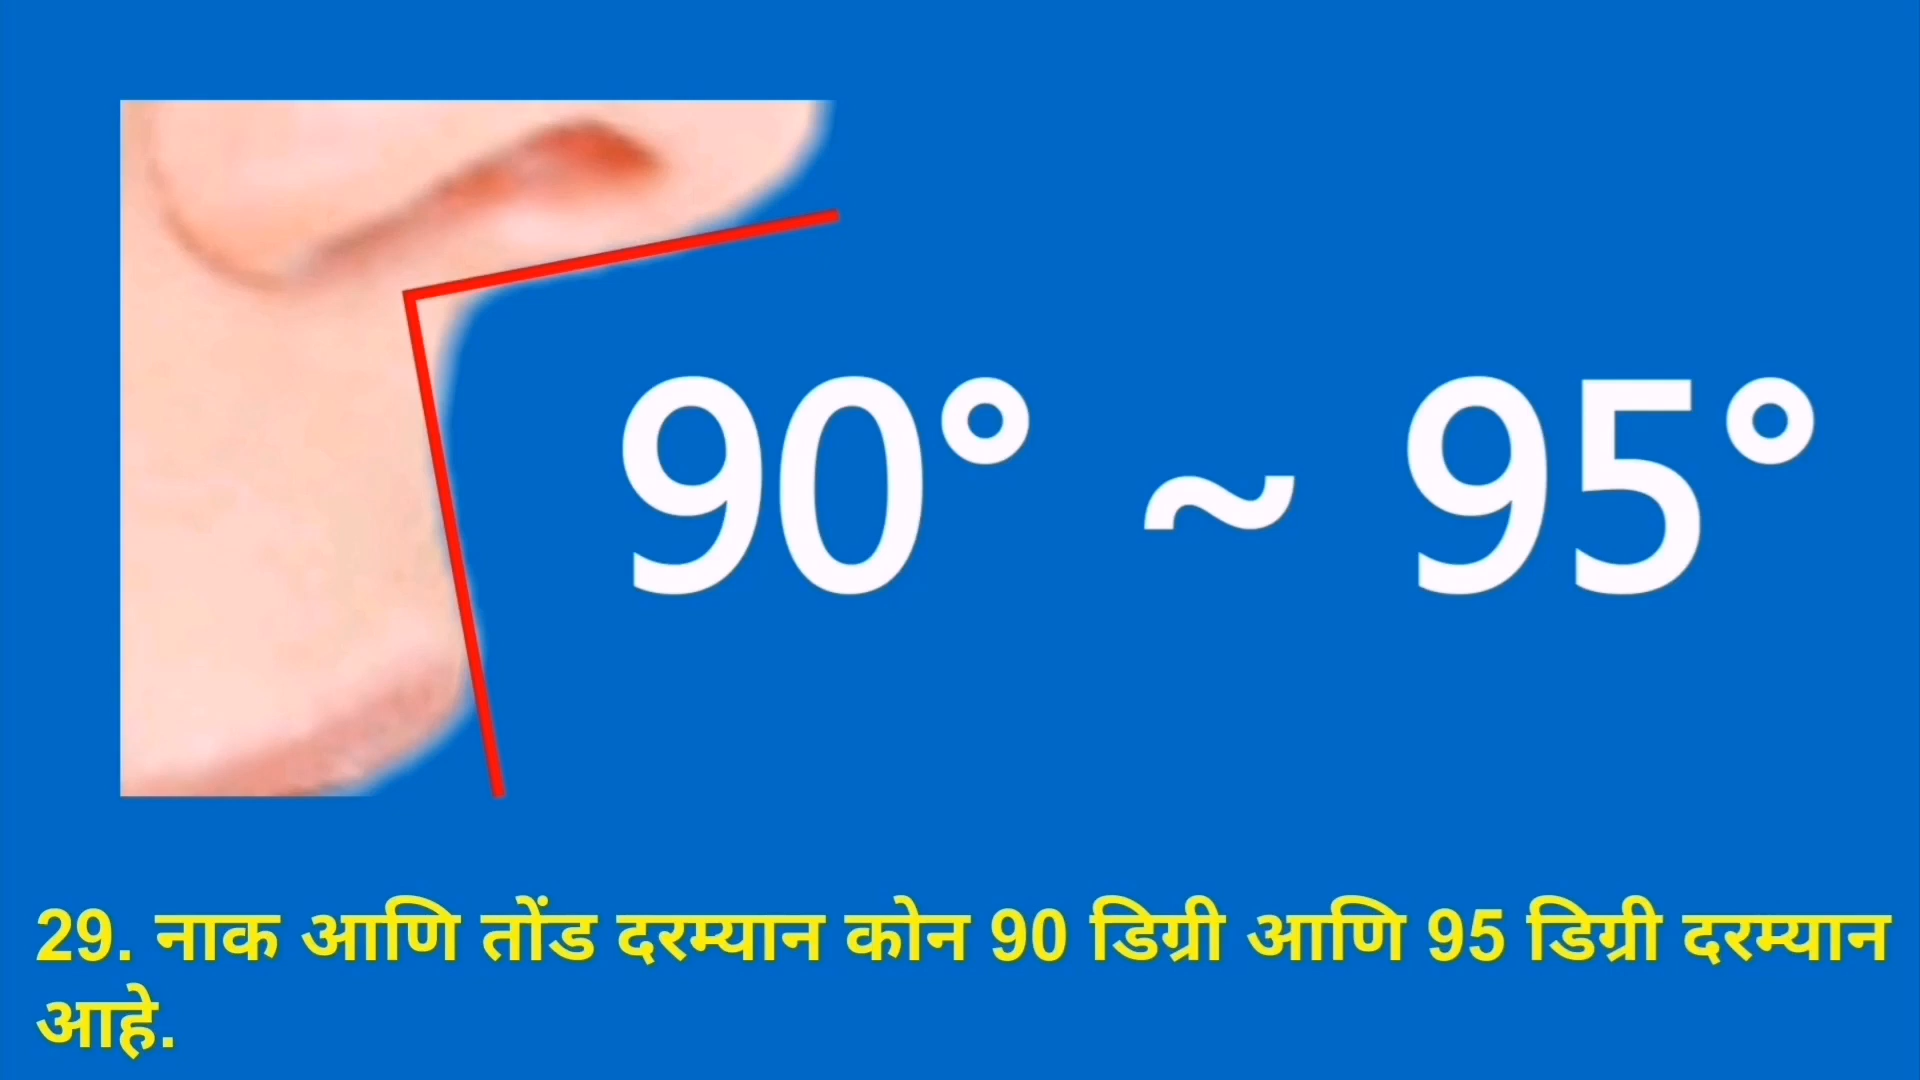 90° ~ 95°
29. नाक आणि तोंड दरम्यान कोन 90 डिग्री आणि 95 डिग्री दरम्यान
आहे.